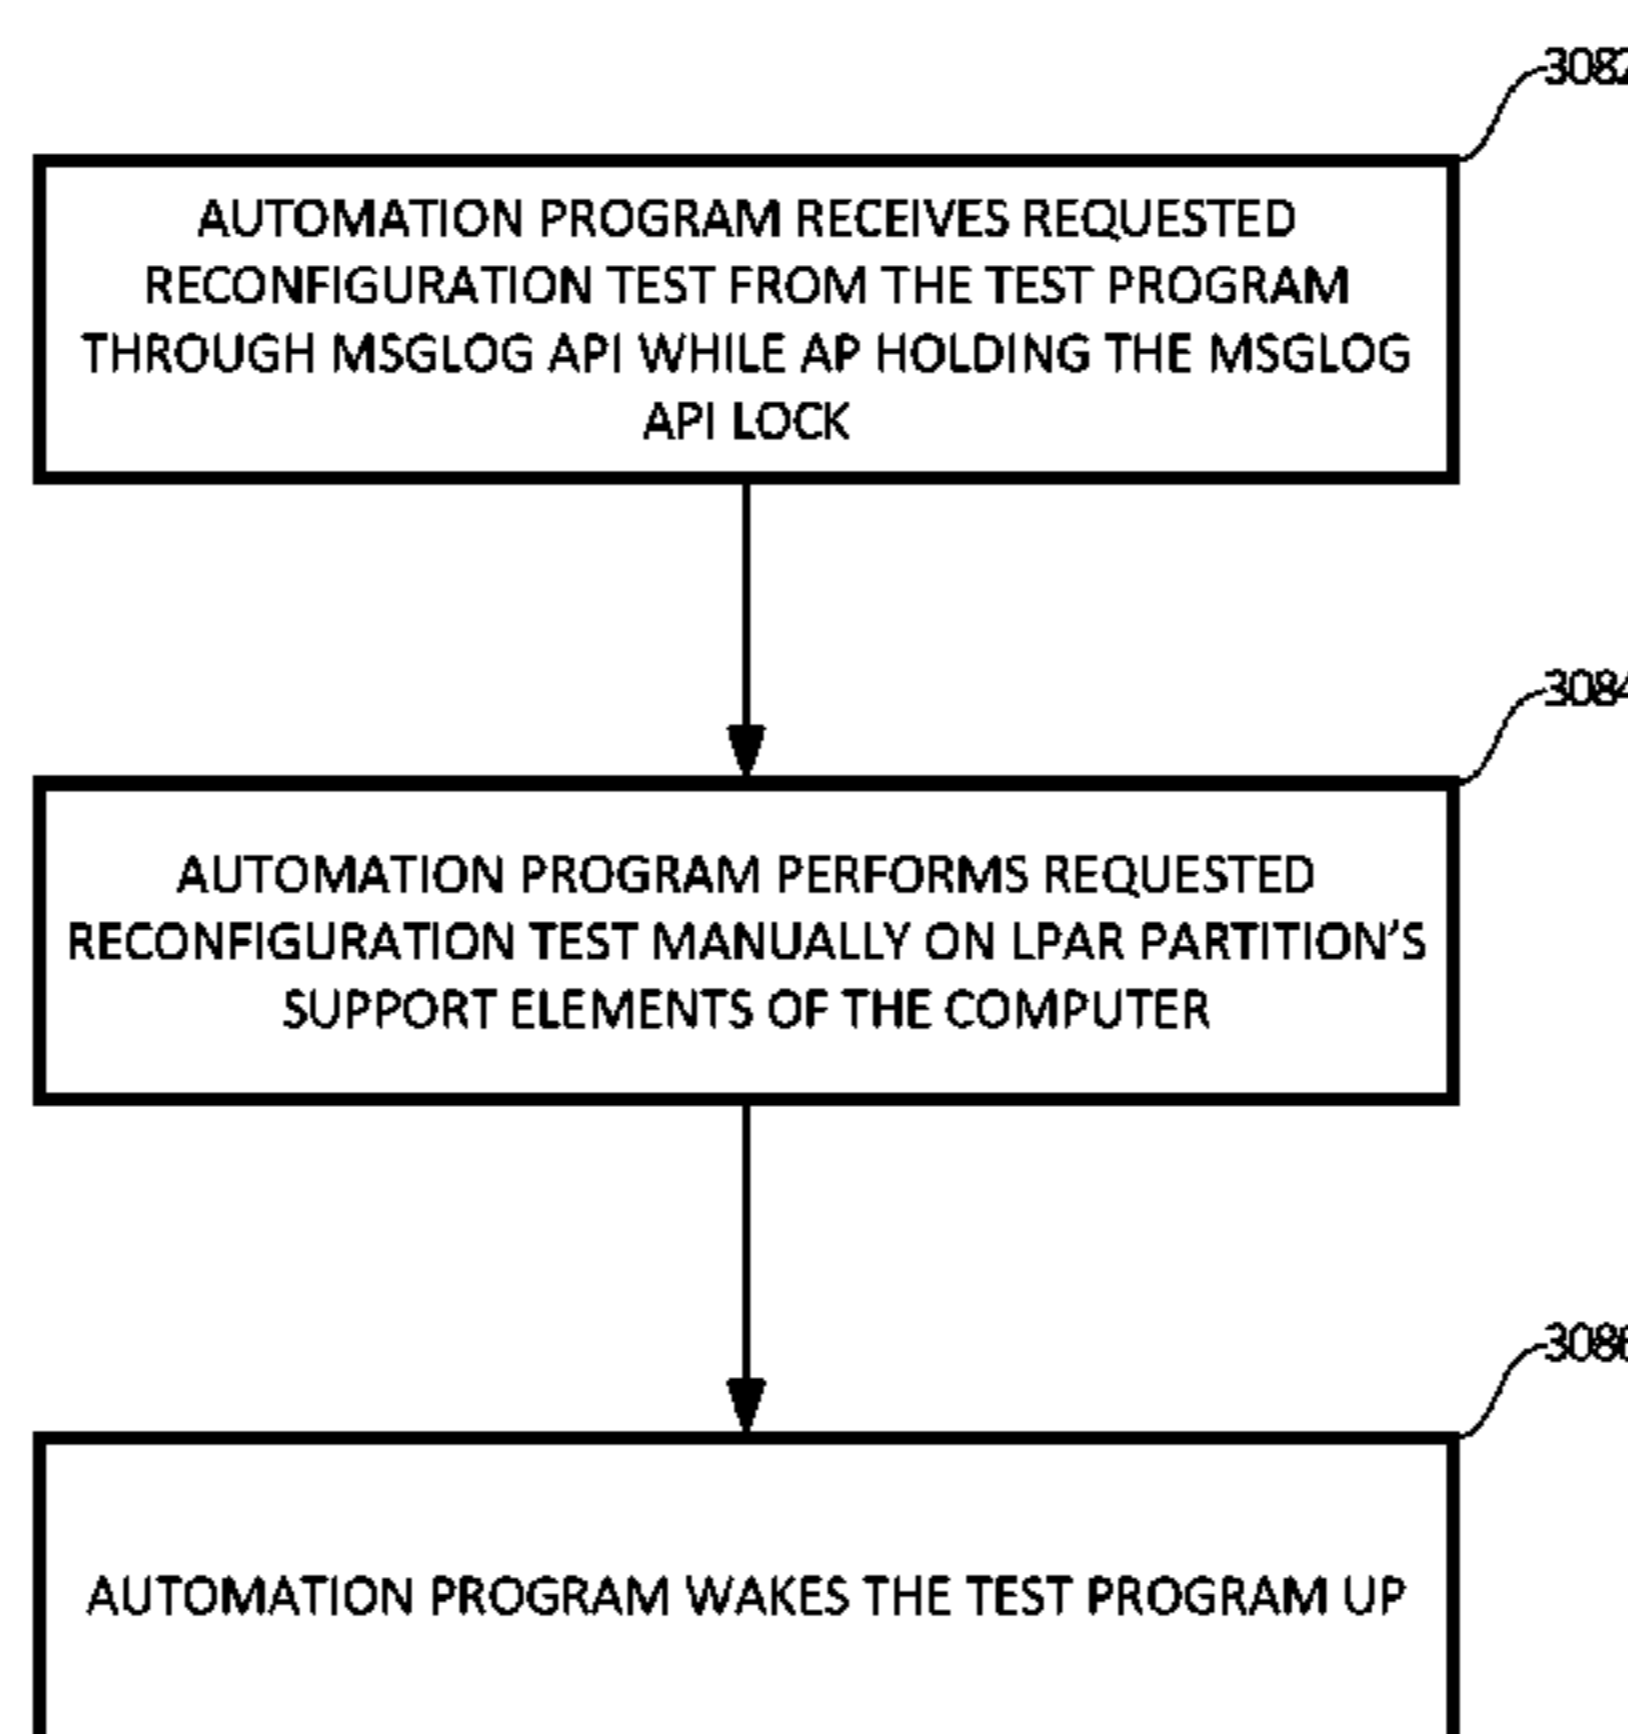 3082
AUTOMATION PROGRAM RECEIVES REQUESTED
RECONFIGURATION TEST FROM THE TEST PROGRAM
THROUGH MSGLOG API WHILE AP HOLDING THE MSGLOG
API LOCK
3084
AUTOMATION PROGRAM PERFORMS REQUESTED
RECONFIGURATION TEST MANUALLY ON LPAR PARTITION’S
SUPPORT ELEMENTS OF THE COMPUTER
3086
AUTOMATION PROGRAM WAKES THE TEST PROGRAM UP